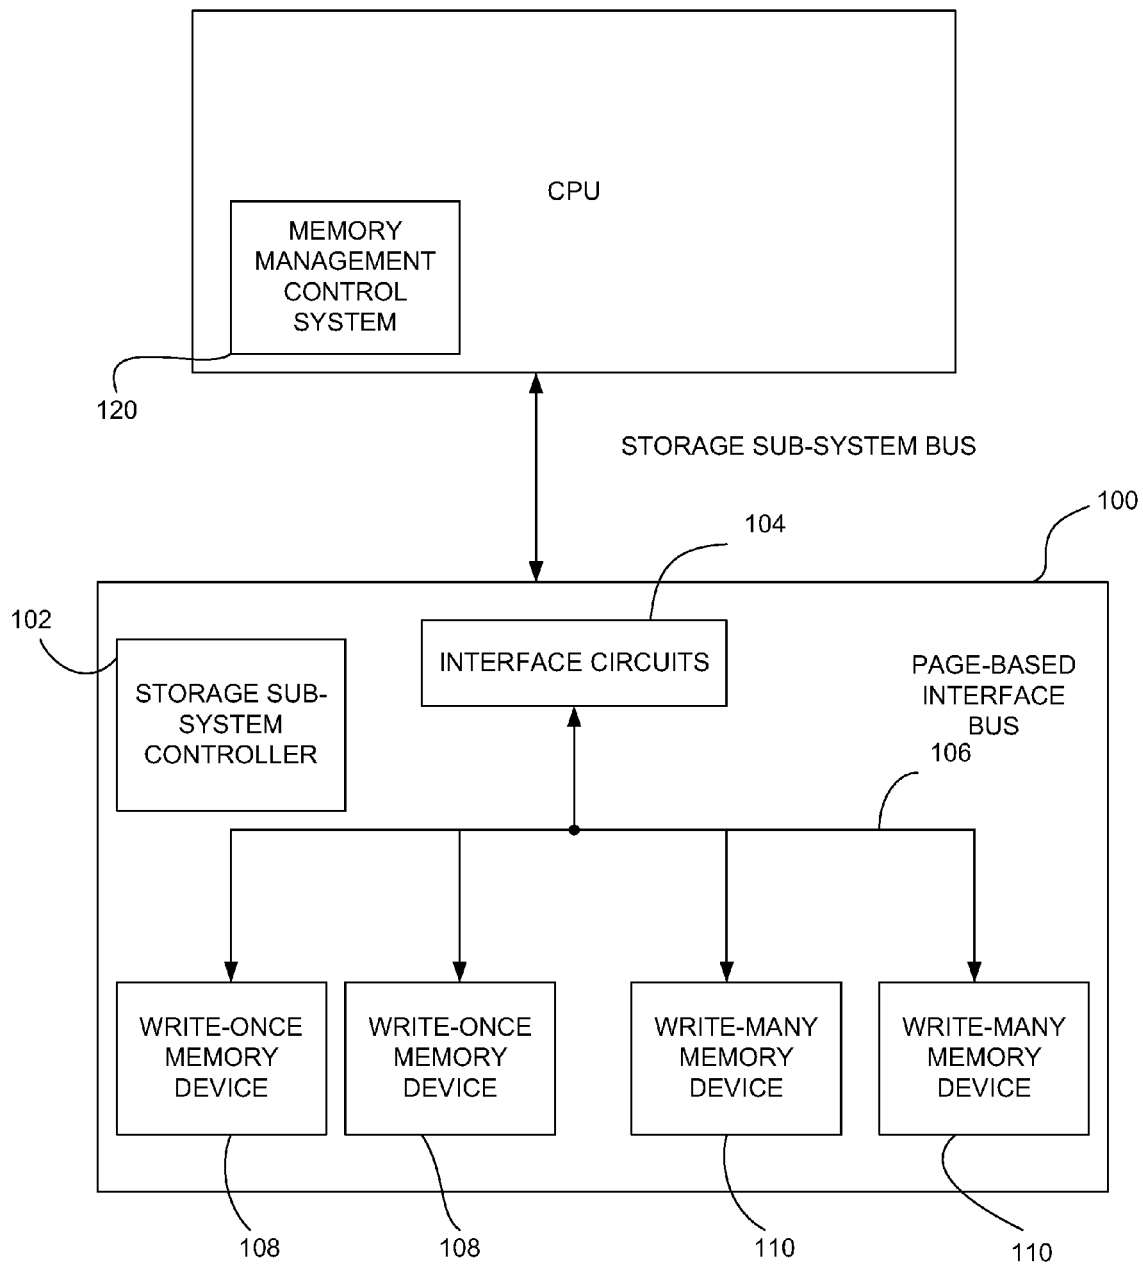 CPU
MEMORY
MANAGEMENT
CONTROL
SYSTEM
120
STORAGE SUB-SYSTEM BUS
100
104
102
INTERFACE CIRCUITS
PAGE-BASED
INTERFACE
BUS
STORAGE SUB-
SYSTEM
CONTROLLER
106
WRITE-ONCE
MEMORY
DEVICE
WRITE-ONCE
MEMORY
DEVICE
WRITE-MANY
MEMORY
DEVICE
WRITE-MANY
MEMORY
DEVICE
108
108
110
110